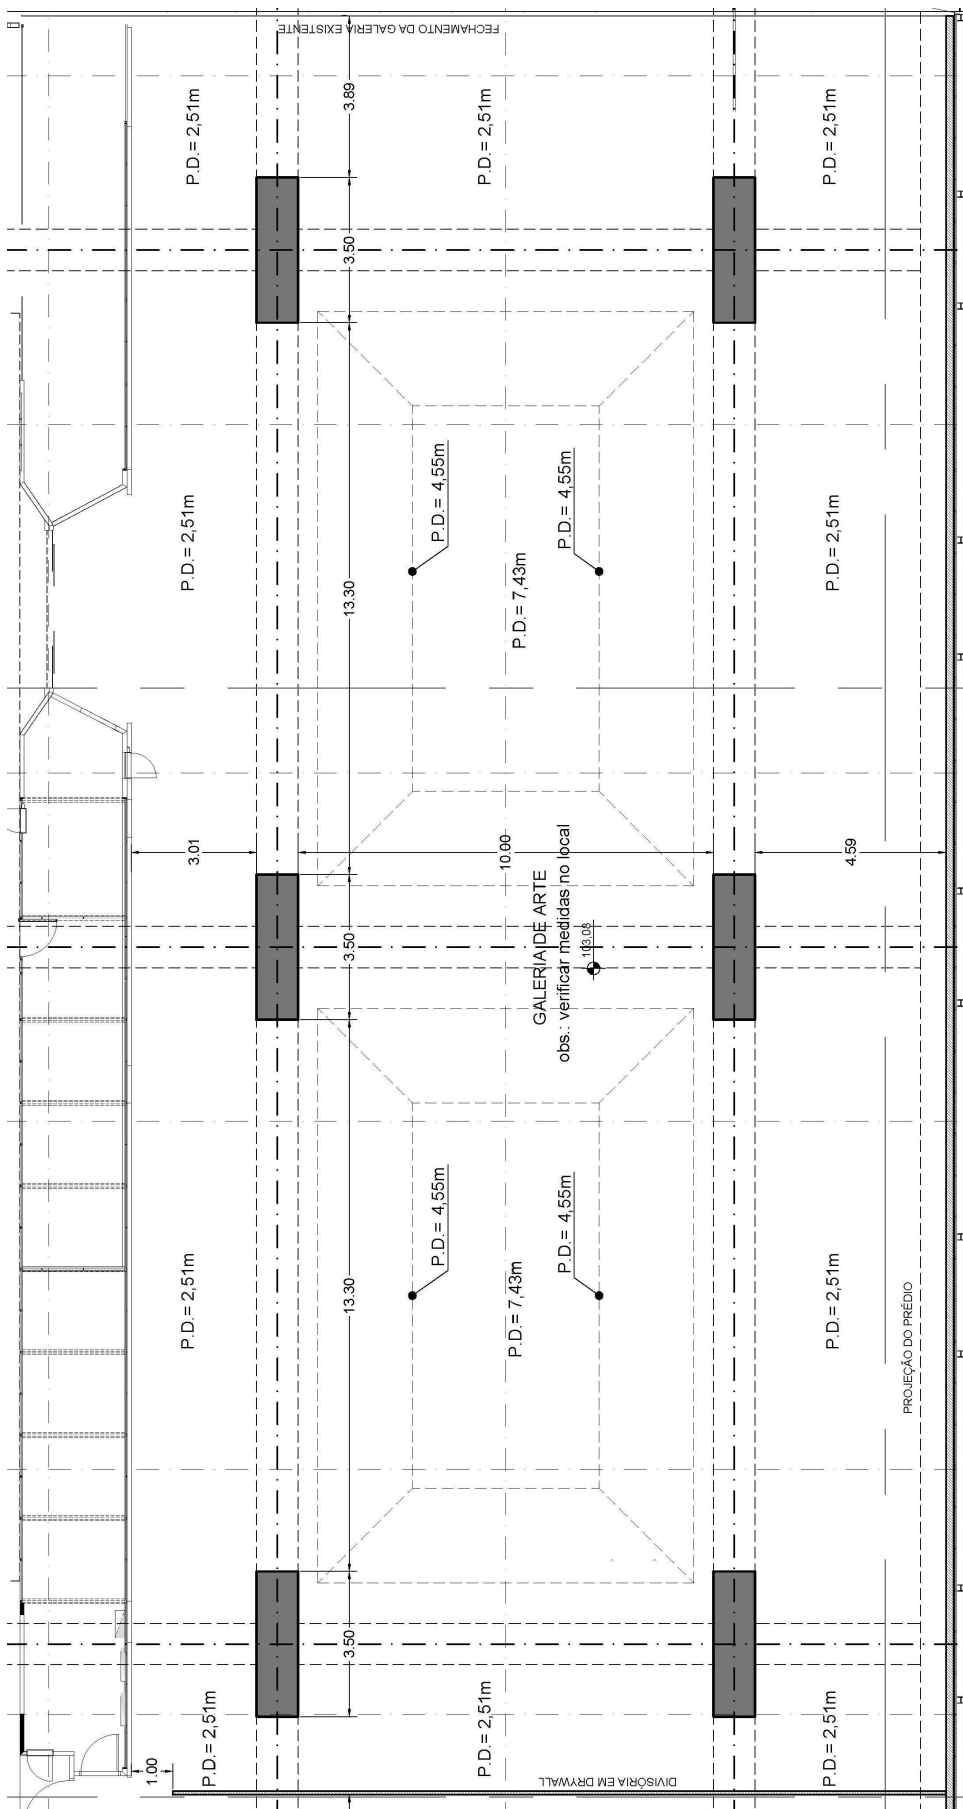 FECHAMENTO DA GALERIA EXISTENTE
3.89
P.D.= 2,51m
P.D.= 2,51m
P.D.= 2,51m
3.50
P.D.= 4,55m
P.D.= 4,55m
P.D.= 2,51m
13.30
P.D.= 7,43m
P.D.= 2,51m
3.01
10.00
4.59
GALERIA DE ARTE
obs.: verificar medidas no local
103,08
3.50
P.D.= 4,55m
P.D.= 4,55m
P.D.= 2,51m
13.30
P.D.= 7,43m
P.D.= 2,51m
PROJEÇÃO DO PRÉDIO
3.50
P.D.= 2,51m
P.D.= 2,51m
P.D.= 2,51m
1.00
DIVISÓRIA EM DRYWALL